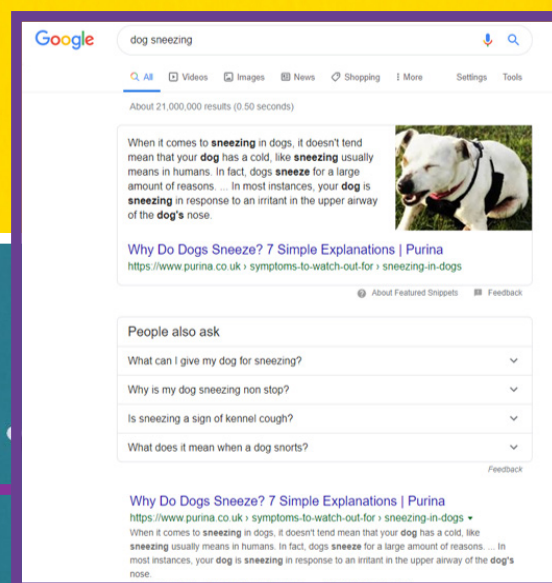 Google
dog sneezing
All Videos Images News Shopping More Settings Tools
About 21,000,000 results (0.50 seconds)
When it comes to sneezing in dogs, it doesn't tend
mean that your dog has a cold, like sneezing usually
means in humans. In fact, dogs sneeze for a large
amount of reasons. ... In most instances, your dog is
sneezing in response to an irritant in the upper airway
of the dog's nose.
Why Do Dogs Sneeze? 7 Simple Explanations | Purina
https://www.purina.co.uk › symptoms-to-watch-out-for › sneezing-in-dogs
About Featured Snippets Feedback
People also ask
What can I give my dog for sneezing?
Why is my dog sneezing non stop?
Is sneezing a sign of kennel cough?
What does it mean when a dog snorts?
Feedback
Why Do Dogs Sneeze? 7 Simple Explanations | Purina
https://www.purina.co.uk › symptoms-to-watch-out-for › sneezing-in-dogs
When it comes to sneezing in dogs, it doesn't tend mean that your dog has a cold, like
sneezing usually means in humans. In fact, dogs sneeze for a large amount of reasons. ... In
most instances, your dog is sneezing in response to an irritant in the upper airway of the dog's
nose.